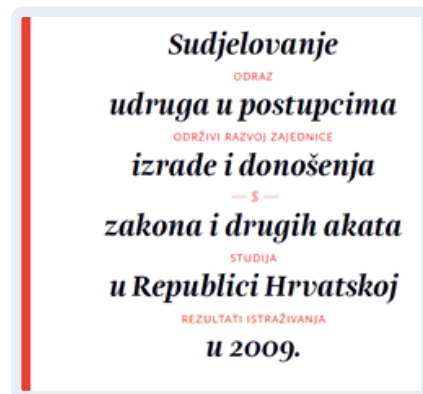 Sudjelovanje
ODRAZ
udruga u postupcima
ODRŽIVI RAZVOJ ZAJEDNICE
izrade i donošenja
— $ —
zakona i drugih akata
STUDIJA
u Republici Hrvatskoj
REZULTATI ISTRAŽIVANJA
u 2009.